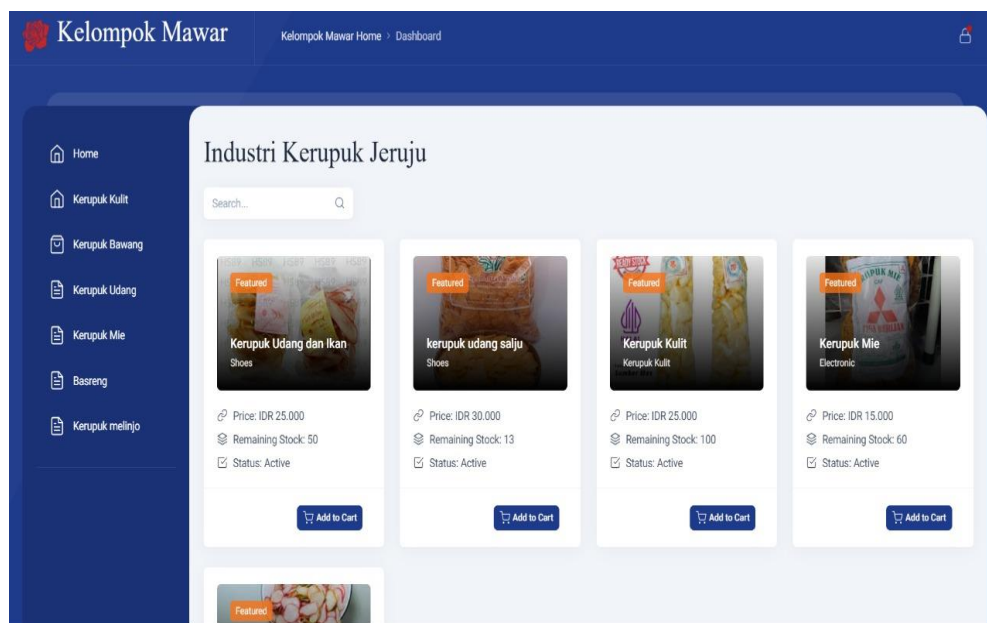 Kelompok Mawar
Kelompok Mawar Home > Dashboard
Home
Kerupuk Kulit
Kerupuk Bawang
Kerupuk Udang
Kerupuk Mie
Basreng
Kerupuk melinjo
Industri Kerupuk Jeruju
Search...
Featured
Kerupuk Udang dan Ikan
Shoes
Price: IDR 25.000
Remaining Stock: 50
Status: Active
Add to Cart
Featured
kerupuk udang salju
Shoes
Price: IDR 30.000
Remaining Stock: 13
Status: Active
Add to Cart
READY STOCK
Featured
Kerupuk Kulit
Kerupuk Kulit
Price: IDR 25.000
Remaining Stock: 100
Status: Active
Add to Cart
Featured
Kerupuk Mie
Electronic
Price: IDR 15.000
Remaining Stock: 60
Status: Active
Add to Cart
Featured